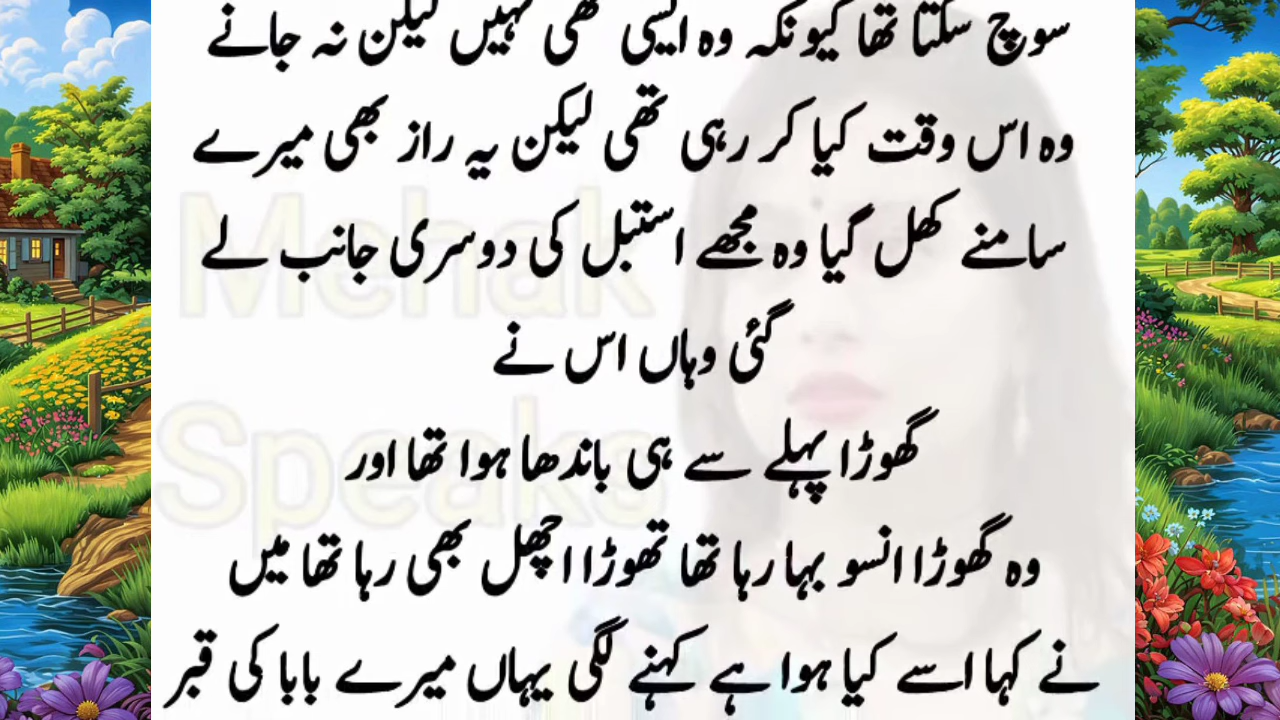 سوچ سکتا تھا کیونکہ وہ ایسی تھی نہیں لیکن نہ جانے
وہ اس وقت کیا کر رہی تھی لیکن یہ راز بھی میرے
سامنے کھل گیا وہ مجھے استبل کی دوسری جانب لے
گئی وہاں اس نے
گھوڑا پہلے سے ہی باندھا ہوا تھا اور
وہ گھوڑا انسو بہا رہا تھا تھوڑا اچھل بھی رہا تھا میں
نے کہا اسے کیا ہوا ہے کہنے لگی یہاں میرے بابا کی قبر
Mehak
Speaks